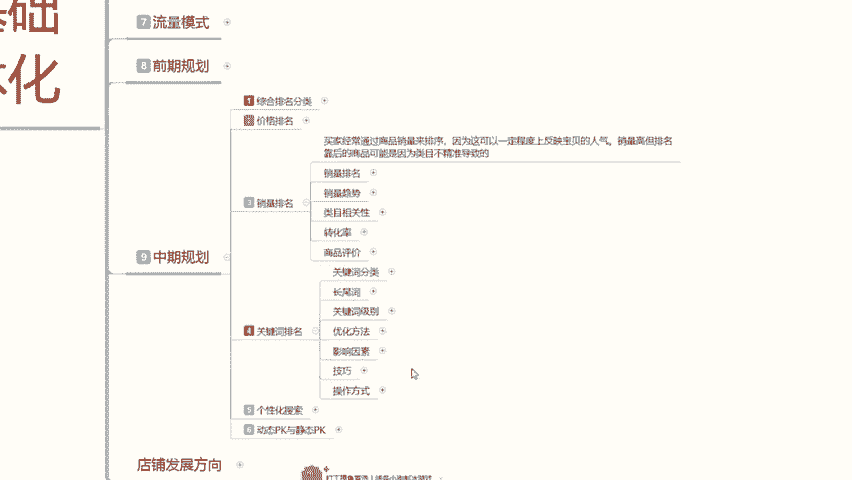 础
体化
7 流量模式
8 前期规划
1 综合排名分类
2 价格排名
买家经常通过商品销量来排序，因为这可以一定程度上反映宝贝的人气。销量高但排名
靠后的商品可能是因为类目不精准导致的
销量排名
销量趋势
3 销量排名
类目相关性
转化率
商品评价
9 中期规划
关键词分类
长尾词
关键词级别
4 关键词排名
优化方法
影响因素
技巧
操作方式
5 个性化搜索
6 动态PK与静态PK
店铺发展方向